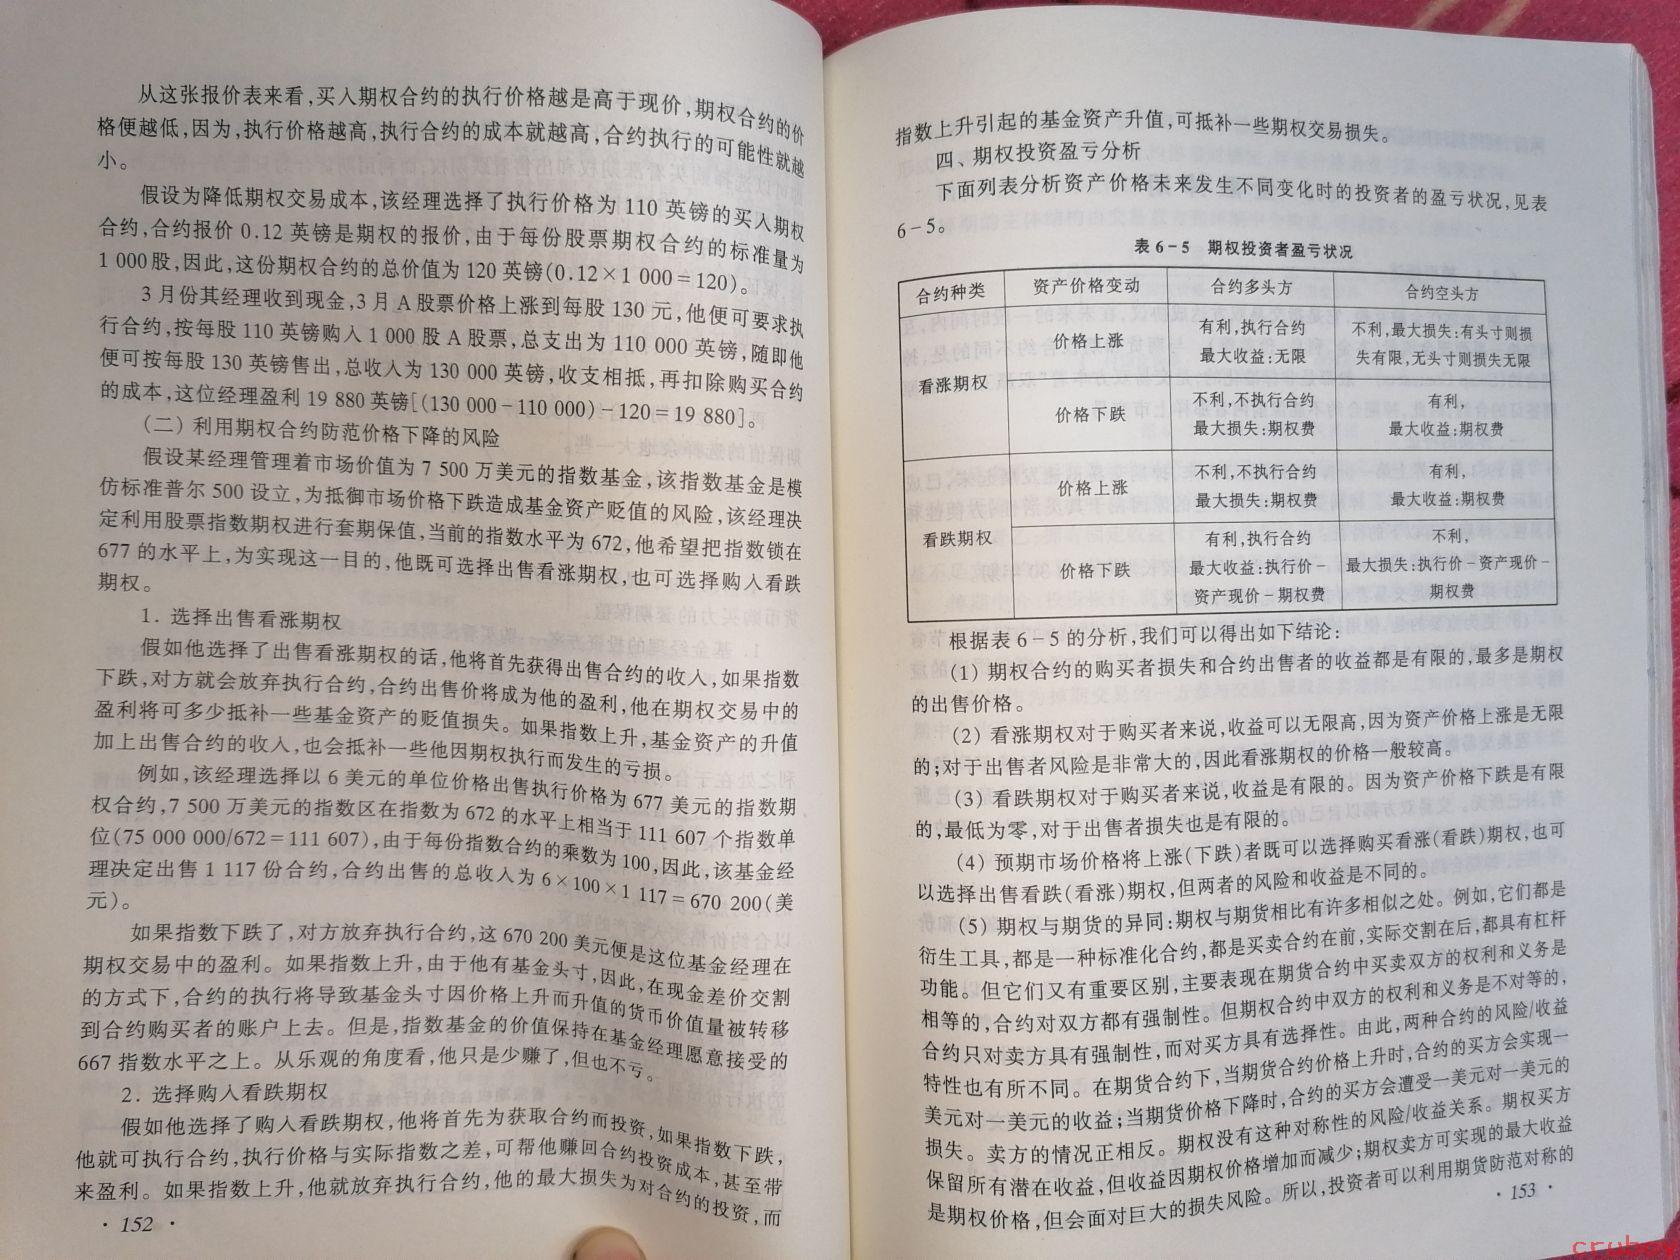 从这张报价表来看,买入期权合约的执行价格越是高于现价,期权合约的价
格便越低,因为,执行价格越高,执行合约的成本就越高,合约执行的可能性就越
小。
假设为降低期权交易成本,该经理选择了执行价格为 110 英镑的买入期权
合约,合约报价 0.12 英镑是期权的报价,由于每份股票期权合约的标准量为
1 000股,因此,这份期权合约的总价值为 120 英镑(0.12×1 000=120)。
3 月份其经理收到现金,3 月 A 股票价格上涨到每股 130 元,他便可要求执
行合约,按每股 110 英镑购入 1 000 股 A 股票,总支出为 110 000 英镑,随即他
便可按每股 130 英镑售出,总收入为 130 000 英镑,收支相抵,再扣除购买合约
的成本,这位经理盈利 19 880 英镑[(130 000-110 000)-120=19 880]。
(二) 利用期权合约防范价格下降的风险
假设某经理管理着市场价值为 7 500 万美元的指数基金,该指数基金是模
仿标准普尔 500 设立,为抵御市场价格下跌造成基金资产贬值的风险,该经理决
定利用股票指数期权进行套期保值,当前的指数水平为 672,他希望把指数锁在
677 的水平上,为实现这一目的,他既可选择出售看涨期权,也可选择购入看跌
期权。
1. 选择出售看涨期权
假如他选择了出售看涨期权的话,他将首先获得出售合约的收入,如果指数
下跌,对方就会放弃执行合约,合约出售价将成为他的盈利,他在期权交易中的
盈利将可多少抵补一些基金资产的贬值损失。如果指数上升,基金资产的升值
加上出售合约的收入,也会抵补一些他因期权执行而发生的亏损。
例如,该经理选择以 6 美元的单位价格出售执行价格为 677 美元的指数期
权合约,7 500 万美元的指数区在指数为 672 的水平上相当于 111 607 个指数单
位(75 000 000/672=111 607),由于每份指数合约的乘数为 100,因此,该基金经
理决定出售 1 117 份合约,合约出售的总收入为 6×100×1 117=670 200(美
元)。
如果指数下跌了,对方放弃执行合约,这 670 200 美元便是这位基金经理在
期权交易中的盈利。如果指数上升,由于他有基金头寸,因此,在现金差价交割
的方式下,合约的执行将导致基金头寸因价格上升而升值的货币价值量被转移
到合约购买者的账户上去。但是,指数基金的价值保持在基金经理愿意接受的
667 指数水平之上。从乐观的角度看,他只是少赚了,但也不亏。
2. 选择购入看跌期权
假如他选择了购入看跌期权,他将首先为获取合约而投资,如果指数下跌,
他就可执行合约,执行价格与实际指数之差,可帮他赚回合约投资成本,甚至带
来盈利。如果指数上升,他就放弃执行合约,他的最大损失为对合约的投资,而
· 152 ·
指数上升引起的基金资产升值,可抵补一些期权交易损失。
四、期权投资盈亏分析
下面列表分析资产价格未来发生不同变化时的投资者的盈亏状况,见表
6-5。
表 6-5 期权投资者盈亏状况
合约种类 资产价格变动 合约多头方 合约空头方
看涨期权 价格上涨 有利,执行合约 不利,最大损失:有头寸则损
最大收益:无限 失有限,无头寸则损失无限
价格下跌 不利,不执行合约 有利,
最大损失:期权费 最大收益:期权费
看跌期权 价格上涨 不利,不执行合约 有利,
最大损失:期权费 最大收益:期权费
价格下跌 有利,执行合约 不利,
最大收益:执行价- 最大损失:执行价-资产现价-
资产现价-期权费 期权费
根据表 6-5 的分析,我们可以得出如下结论:
(1) 期权合约的购买者损失和合约出售者的收益都是有限的,最多是期权
的出售价格。
(2) 看涨期权对于购买者来说,收益可以无限高,因为资产价格上涨是无限
的;对于出售者风险是非常大的,因此看涨期权的价格一般较高。
(3) 看跌期权对于购买者来说,收益是有限的。因为资产价格下跌是有限
的,最低为零,对于出售者损失也是有限的。
(4) 预期市场价格将上涨(下跌)者既可以选择购买看涨(看跌)期权,也可
以选择出售看跌(看涨)期权,但两者的风险和收益是不同的。
(5) 期权与期货的异同:期权与期货相比有许多相似之处。例如,它们都是
衍生工具,都是一种标准化合约,都是买卖合约在前,实际交割在后,都具有杠杆
功能。但它们又有重要区别,主要表现在期货合约中买卖双方的权利和义务是
相等的,合约对双方都有强制性。但期权合约中双方的权利和义务是不对等的,
合约只对卖方具有强制性,而对买方具有选择性。由此,两种合约的风险/收益
特性也有所不同。在期货合约下,当期货合约价格上升时,合约的买方会实现一
美元对一美元的收益;当期货价格下降时,合约的买方会遭受一美元对一美元的
损失。卖方的情况正相反。期权没有这种对称性的风险/收益关系。期权买方
保留所有潜在收益,但收益因期权价格增加而减少;期权卖方可实现的最大收益
是期权价格,但会面对巨大的损失风险。所以,投资者可以利用期货防范对称的
· 153 ·